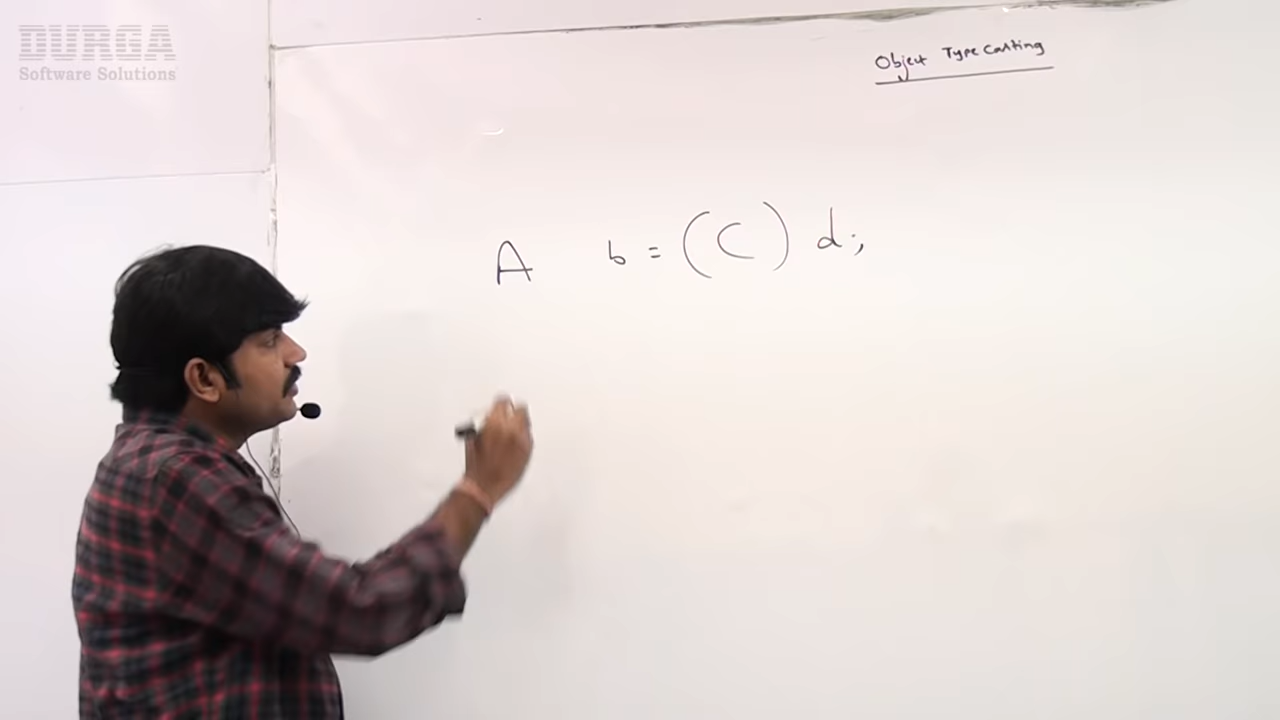 DURGA
Software Solutions
Object Type Casting
A b = (C) d;